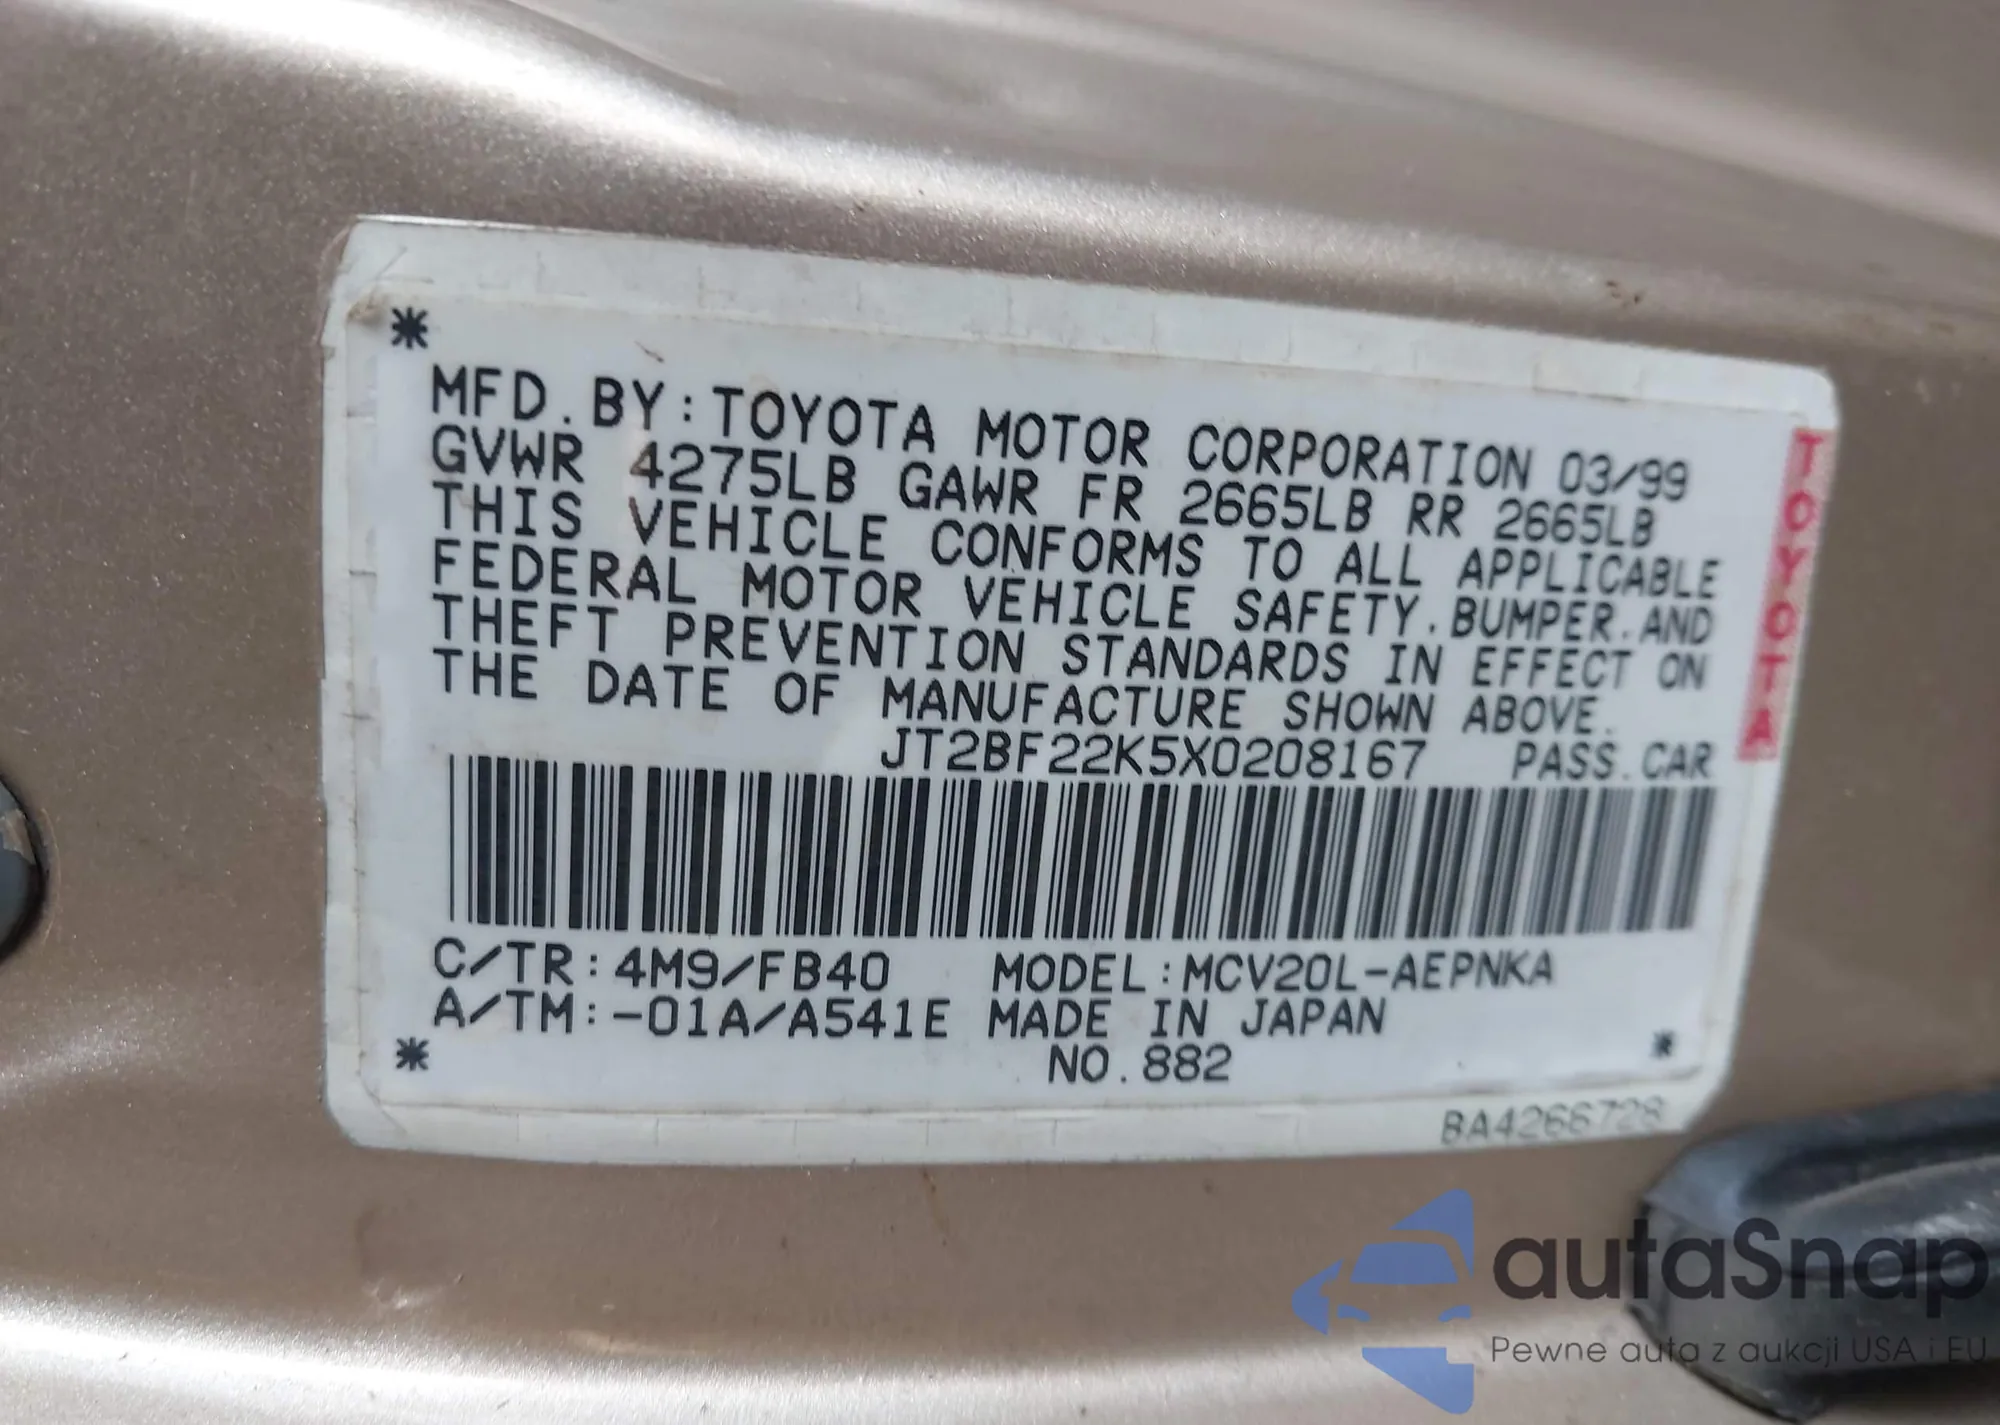 *
MFD.BY:TOYOTA MOTOR CORPORATION 03/99
GVWR 4275LB GAWR FR 2665LB RR 2665LB
THIS VEHICLE CONFORMS TO ALL APPLICABLE
FEDERAL MOTOR VEHICLE SAFETY.BUMPER.AND
THEFT PREVENTION STANDARDS IN EFFECT ON
THE DATE OF MANUFACTURE SHOWN ABOVE.
JT2BF22K5X0208167 PASS.CAR
C/TR:4M9/FB40 MODEL:MCV20L-AEPNKA
A/TM:-01A/A541E MADE IN JAPAN
* NO.882 *
BA4266728
TOYOTA
autaSnap
Pewne auta z aukcji USA i EU